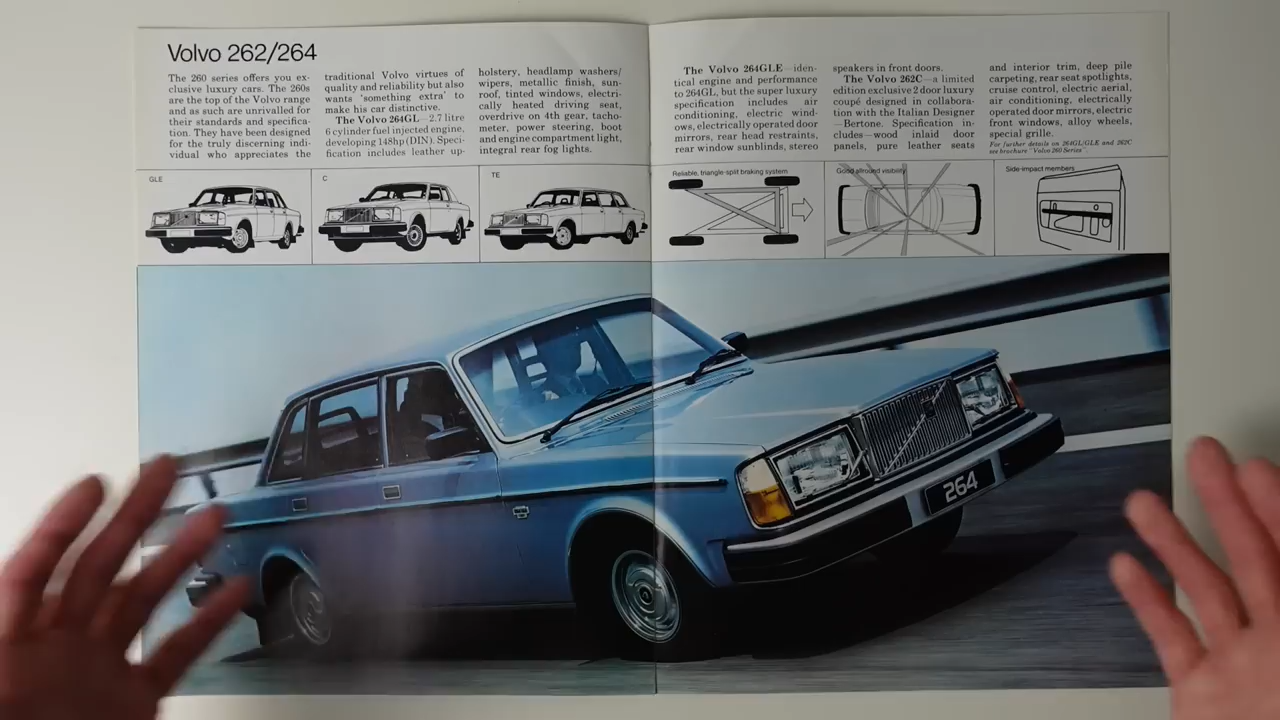 Volvo 262/264
The 260 series offers you ex-
clusive luxury cars. The 260s
are the top of the Volvo range
and as such are unrivalled for
their standards and specifica-
tion. They have been designed
for the truly discerning indi-
vidual who appreciates the
traditional Volvo virtues of
quality and reliability but also
wants 'something extra' to
make his car distinctive.
The Volvo 264GL—2.7 litre
6 cylinder fuel injected engine,
developing 148hp (DIN). Speci-
fication includes leather up-
holstery, headlamp washers/
wipers, metallic finish, sun-
roof, tinted windows, electri-
cally heated driving seat,
overdrive on 4th gear, tacho-
meter, power steering, boot
and engine compartment light,
integral rear fog lights.
The Volvo 264GLE—iden-
tical engine and performance
to 264GL, but the super luxury
specification includes air
conditioning, electric wind-
ows, electrically operated door
mirrors, rear head restraints,
rear window sunblinds, stereo
speakers in front doors.
The Volvo 262C—a limited
edition exclusive 2 door luxury
coupé designed in collabora-
tion with the Italian Designer
—Bertone. Specification in-
cludes—wood inlaid door
panels, pure leather seats
and interior trim, deep pile
carpeting, rear seat spotlights,
cruise control, electric aerial,
air conditioning, electrically
operated door mirrors, electric
front windows, alloy wheels,
special grille.
For further details on 264GL/GLE and 262C
see brochure "Volvo 260 Series".
GLE
C
TE
Reliable, triangle-split braking system
Good allround visibility
Side-impact members
264